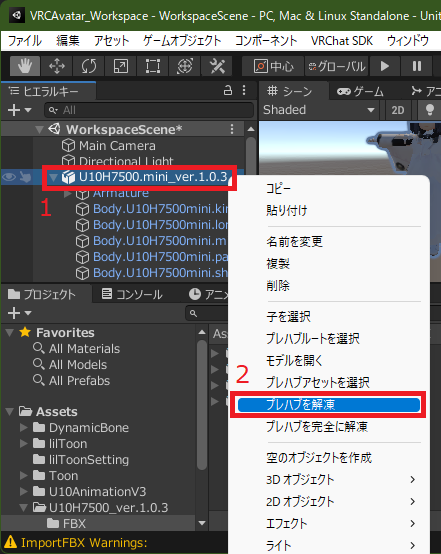 VRCAvatar_Workspace - WorkspaceScene - PC, Mac & Linux Standalone - Unit
ファイル 編集 アセット ゲームオブジェクト コンポーネント VRChat SDK ウィンドウ
中心 グローバル
ヒエラルキー
シーン ゲーム アニ
All
Shaded 2D
WorkspaceScene*
Main Camera
Directional Light
U10H7500.mini_ver.1.0.3
1
Armature
Body.U10H7500mini.kin
Body.U10H7500mini.lor
Body.U10H7500mini.m
Body.U10H7500mini.pa
Body.U10H7500mini.sh
コピー
貼り付け
名前を変更
複製
削除
子を選択
プレハブルートを選択
モデルを開く
プレハブアセットを選択
2
プレハブを解凍
プレハブを完全に解凍
空のオブジェクトを作成
3D オブジェクト
2D オブジェクト
エフェクト
ライト
プロジェクト コンソール アニメ
Favorites
All Materials
All Models
All Prefabs
Assets
DynamicBone
lilToon
lilToonSetting
Toon
U10AnimationV3
U10H7500_ver.1.0.3
FBX
Ass
ImportFBX Warnings: